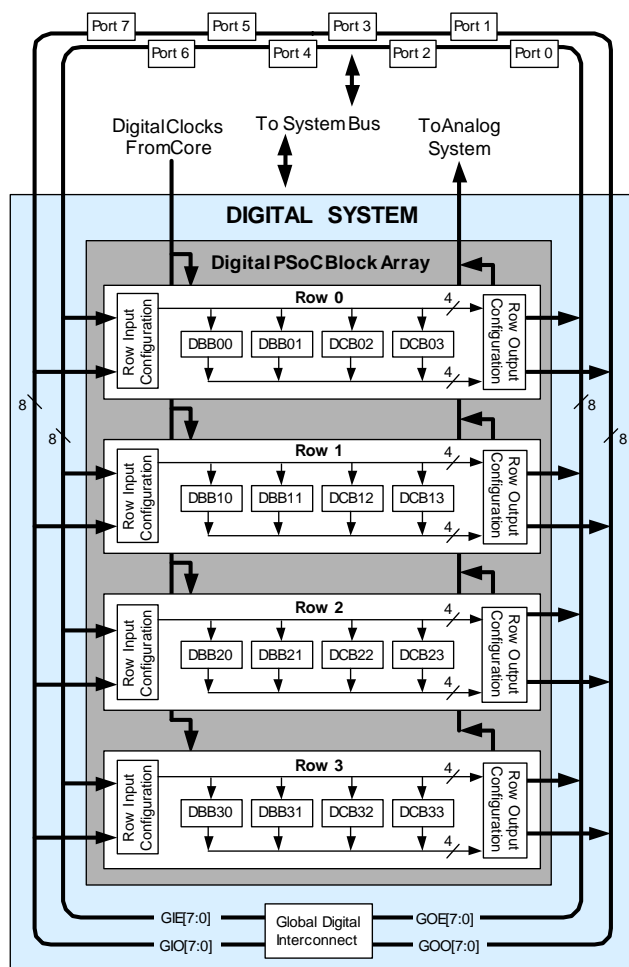 Port 7
Port 5
Port 3
Port 1
Port 6
Port 4
Port 2
Port 0
Digital Clocks
From Core
To System Bus
To Analog
System
DIGITAL SYSTEM
Digital PSoC Block Array
Row 0
Row Input
Configuration
DBB00
DBB01
DCB02
DCB03
4
4
Row Output
Configuration
8
8
8
8
Row 1
Row Input
Configuration
DBB10
DBB11
DCB12
DCB13
4
4
Row Output
Configuration
Row 2
Row Input
Configuration
DBB20
DBB21
DCB22
DCB23
4
4
Row Output
Configuration
Row 3
Row Input
Configuration
DBB30
DBB31
DCB32
DCB33
4
4
Row Output
Configuration
GIE[7:0]
GIO[7:0]
Global Digital
Interconnect
GOE[7:0]
GOO[7:0]